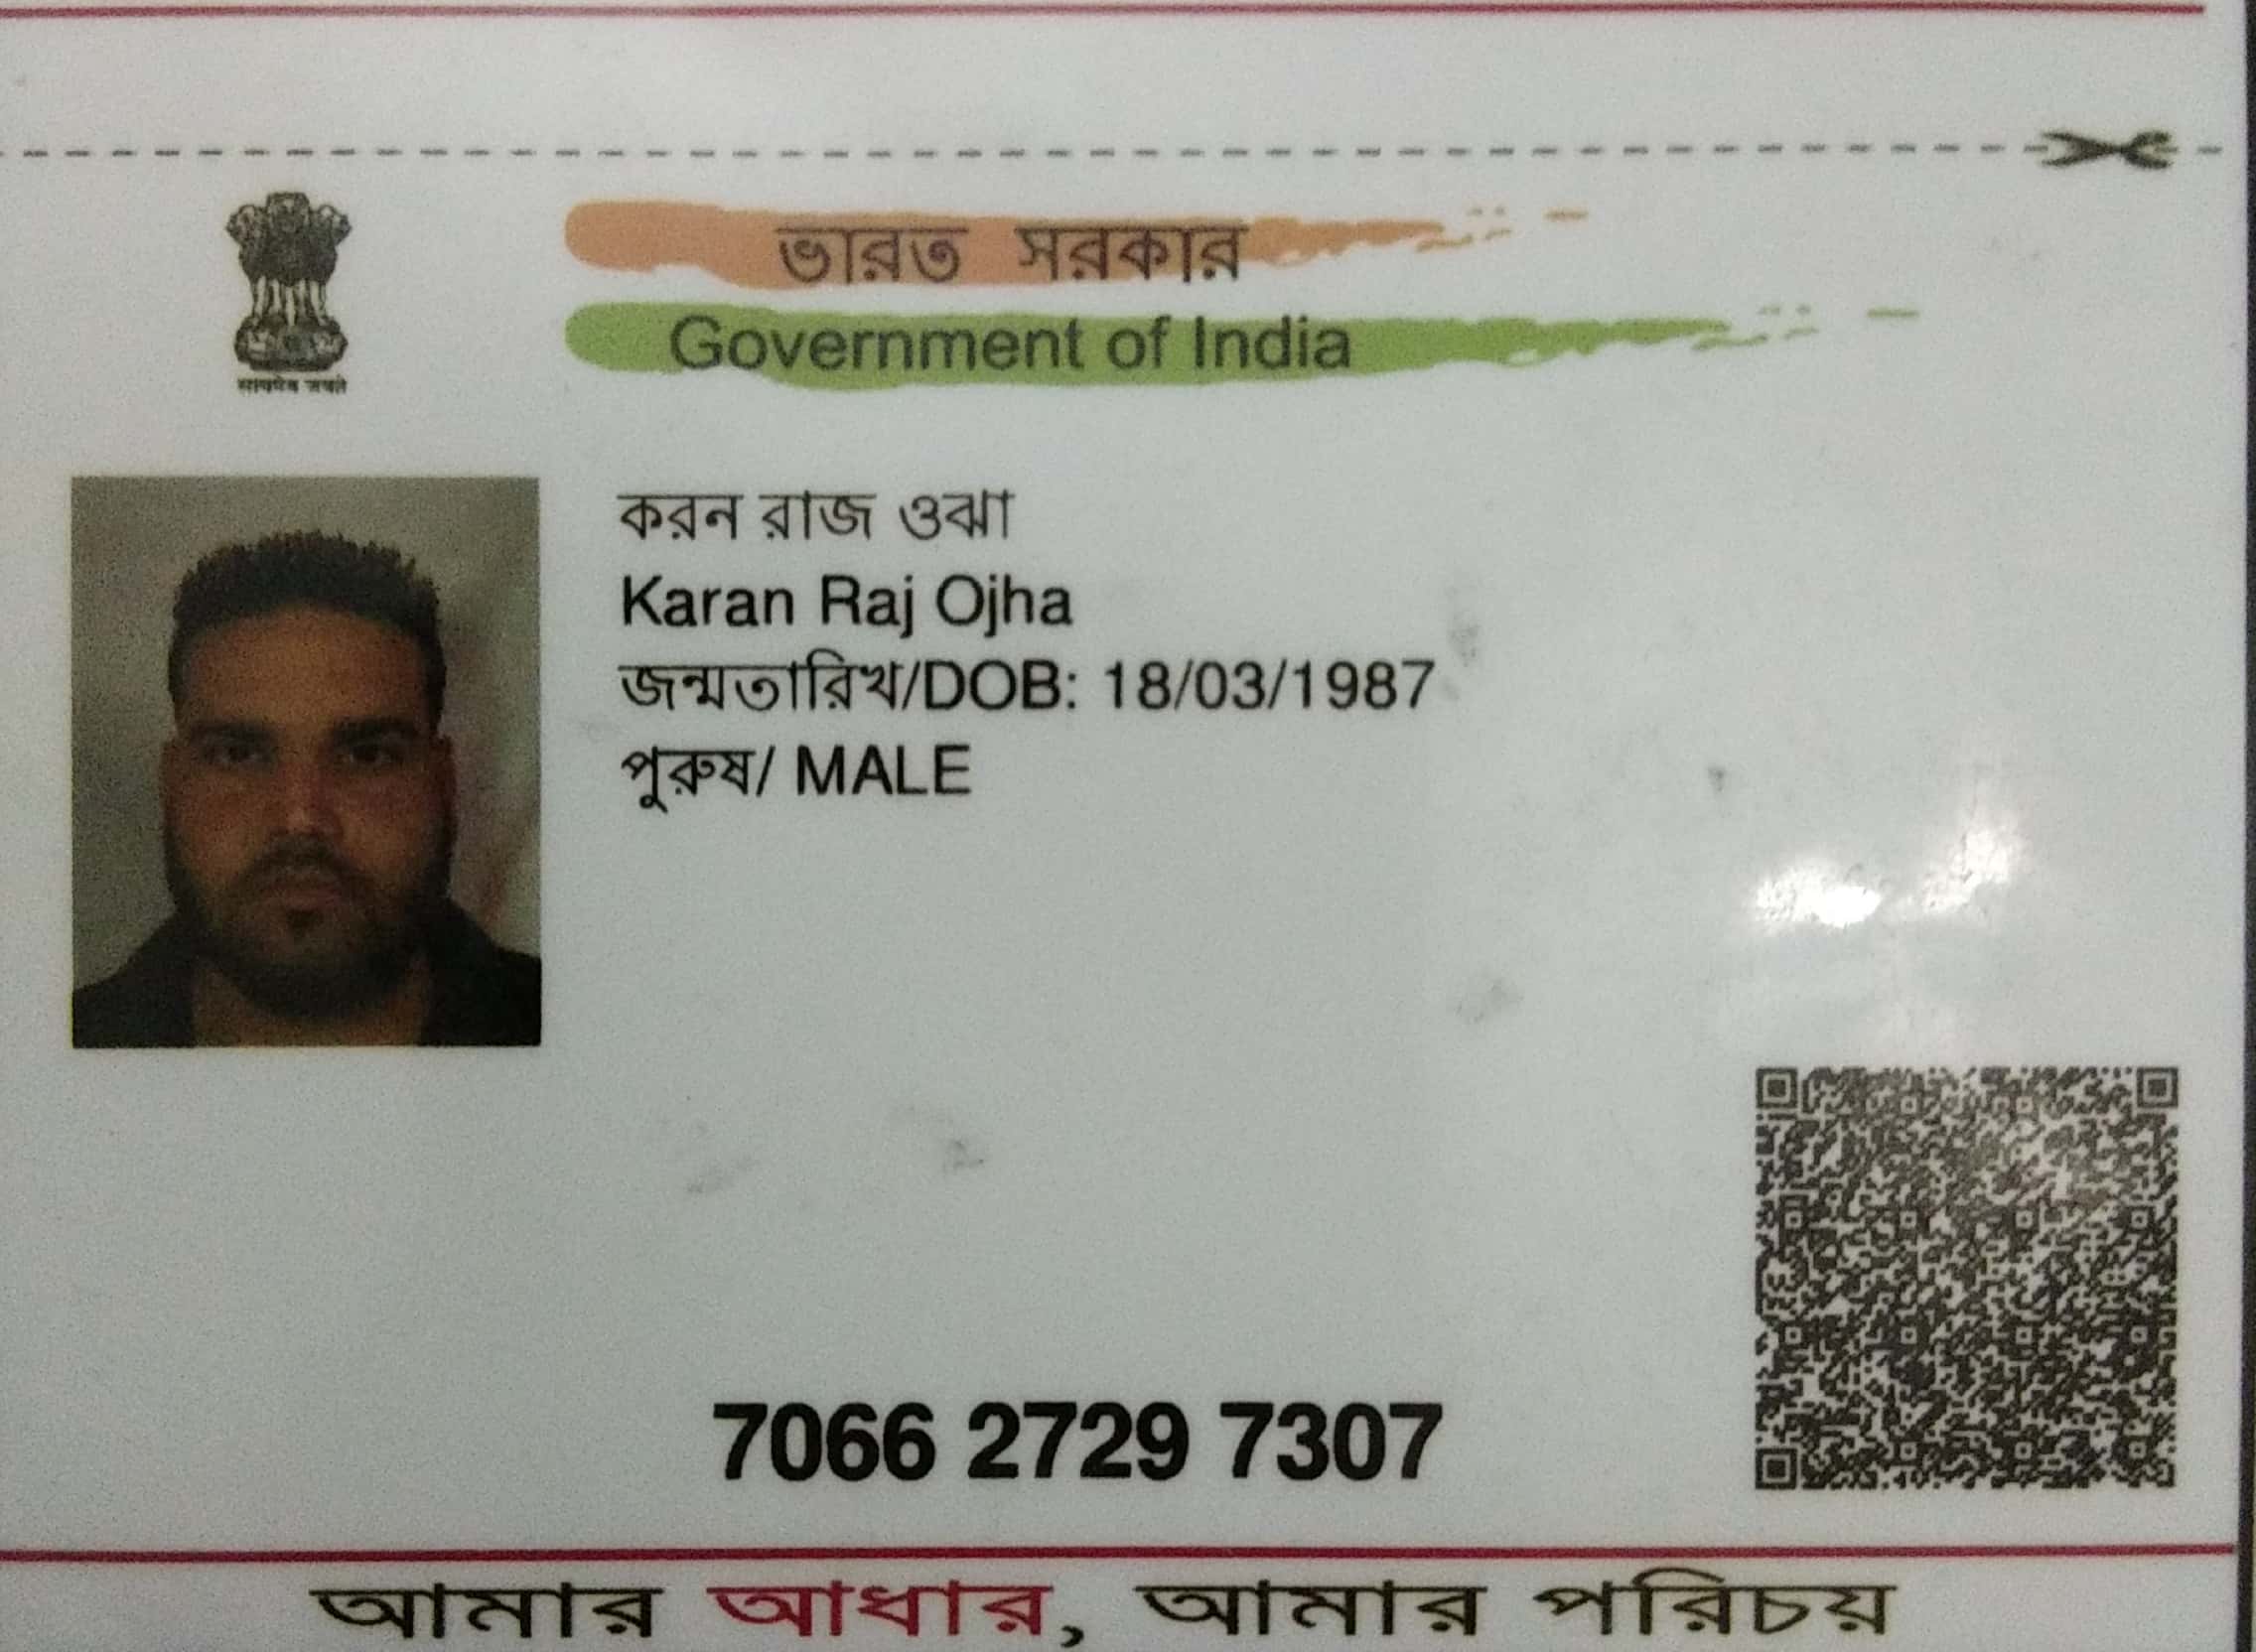 ভারত সরকার
Government of India
सत्यमेव जयते
করন রাজ ওঝা
Karan Raj Ojha
জন্মতারিখ/DOB: 18/03/1987
পুরুষ/ MALE
7066 2729 7307
আমার আধার, আমার পরিচয়